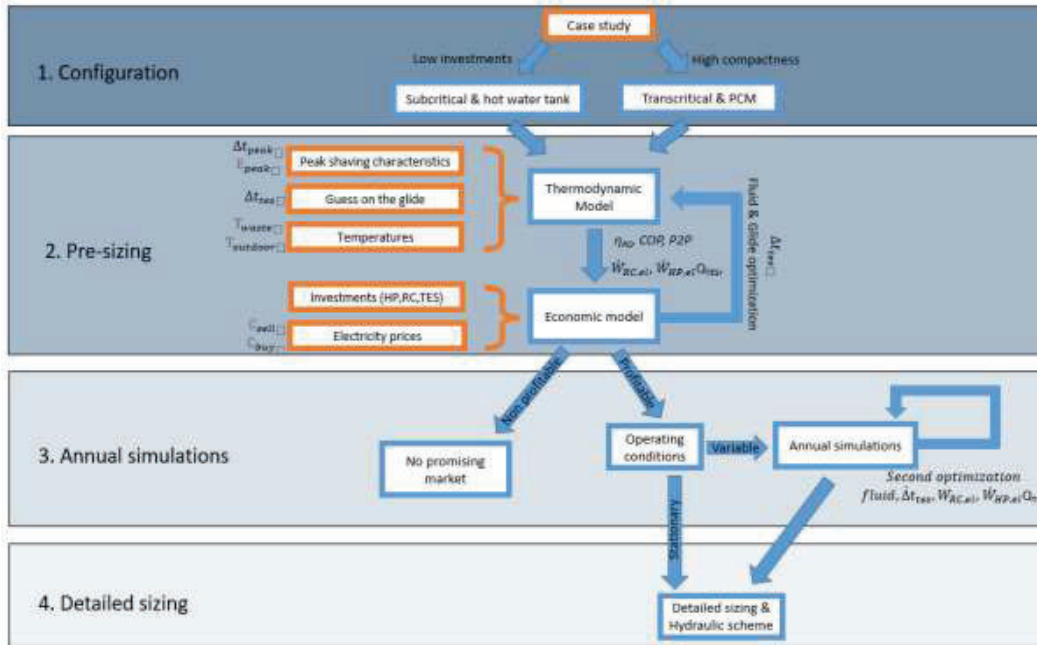 Case study
1. Configuration
Low investments
High compactness
Subcritical & hot water tank
Transcritical & PCM
2. Pre-sizing
Δt_peak
E_peak
Peak shaving characteristics
Δt_tes
Guess on the glide
T_waste
T_outdoor
Temperatures
Thermodynamic
Model
COP, P2P
Ẇ_RC,el, Ẇ_HP,el Q_tes,
Fluid & Glide optimization
Δt_tes
Investments (HP,RC,TES)
C_sell
C_buy
Electricity prices
Economic model
Non profitable
Profitable
3. Annual simulations
No promising
market
Operating
conditions
Variable
Annual simulations
Second optimization
fluid, Δt_tes, W_RC,el, Ẇ_HP,el
Stationary
4. Detailed sizing
Detailed sizing &
Hydraulic scheme